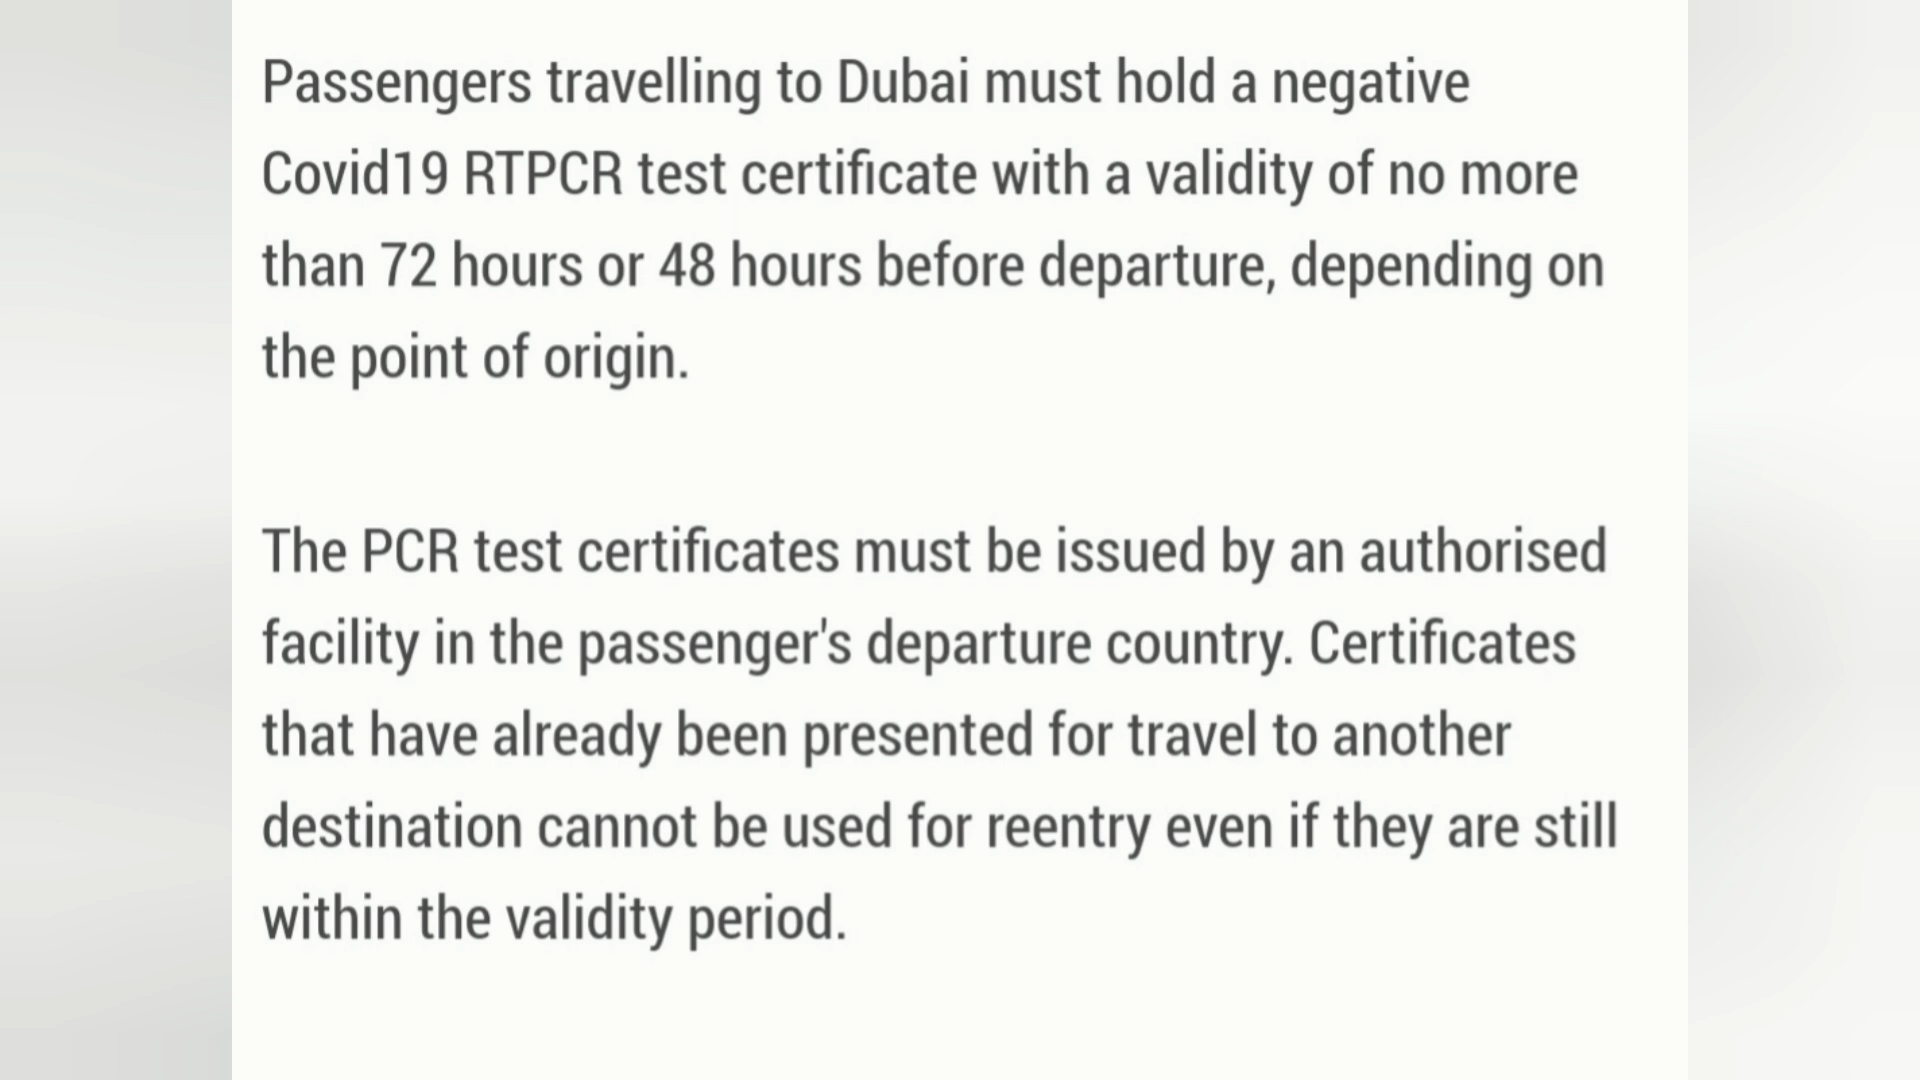 Passengers travelling to Dubai must hold a negative
Covid19 RTPCR test certificate with a validity of no more
than 72 hours or 48 hours before departure, depending on
the point of origin.
The PCR test certificates must be issued by an authorised
facility in the passenger's departure country. Certificates
that have already been presented for travel to another
destination cannot be used for reentry even if they are still
within the validity period.